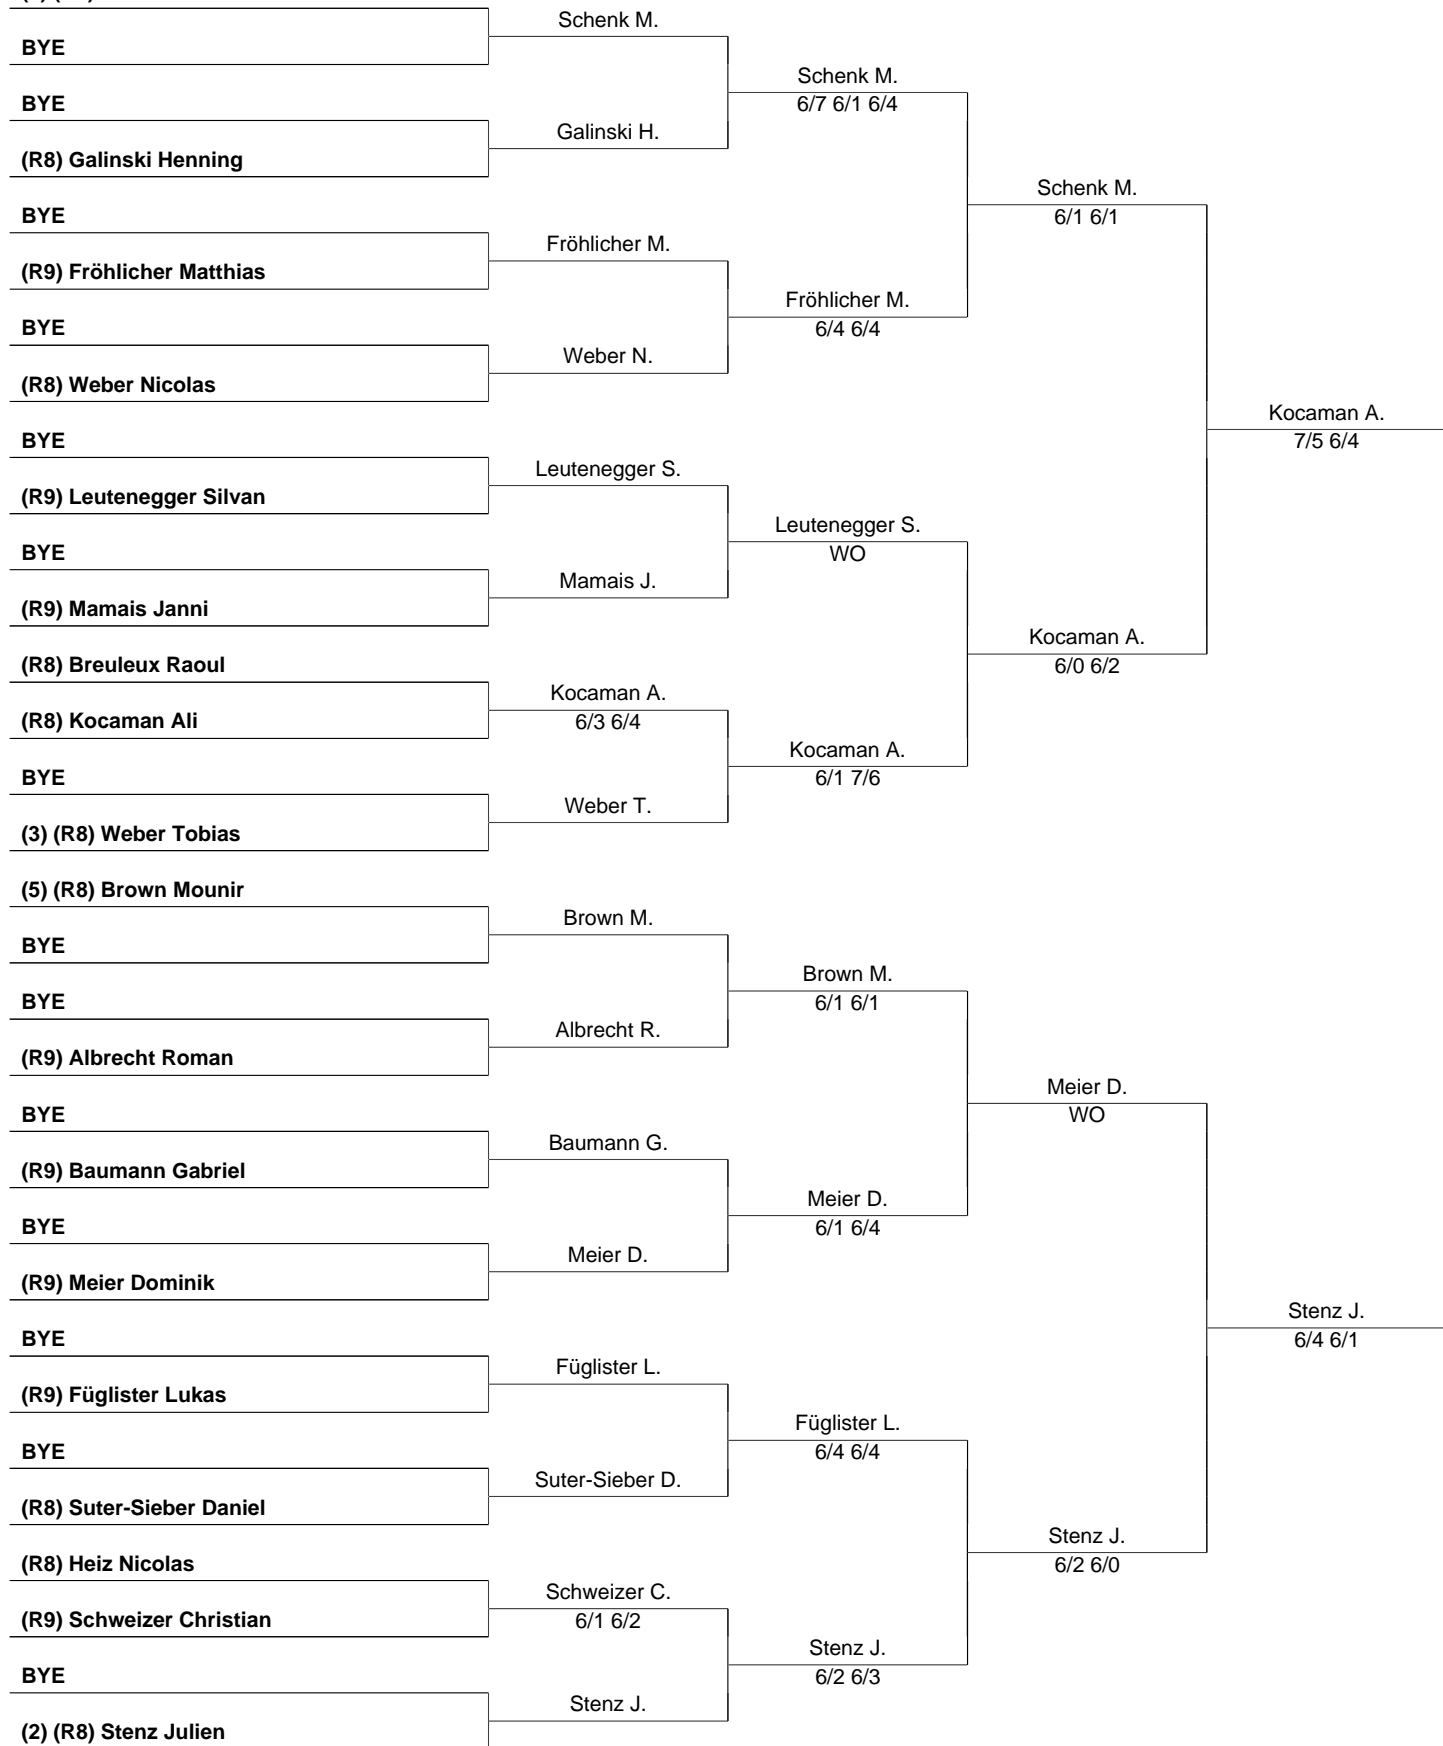 BYE
BYE
(R8) Galinski Henning
BYE
(R9) Fröhlicher Matthias
BYE
(R8) Weber Nicolas
BYE
(R9) Leutenegger Silvan
BYE
(R9) Mamais Janni
(R8) Breuleux Raoul
(R8) Kocaman Ali
BYE
(3) (R8) Weber Tobias
(5) (R8) Brown Mounir
BYE
BYE
(R9) Albrecht Roman
BYE
(R9) Baumann Gabriel
BYE
(R9) Meier Dominik
BYE
(R9) Füglister Lukas
BYE
(R8) Suter-Sieber Daniel
(R8) Heiz Nicolas
(R9) Schweizer Christian
BYE
(2) (R8) Stenz Julien
Schenk M.
Galinski H.
Fröhlicher M.
Weber N.
Leutenegger S.
Mamais J.
Kocaman A.
6/3 6/4
Weber T.
Brown M.
Albrecht R.
Baumann G.
Meier D.
Füglister L.
Suter-Sieber D.
Schweizer C.
6/1 6/2
Stenz J.
Schenk M.
6/7 6/1 6/4
Fröhlicher M.
6/4 6/4
Leutenegger S.
WO
Kocaman A.
6/1 7/6
Brown M.
6/1 6/1
Meier D.
6/1 6/4
Füglister L.
6/4 6/4
Stenz J.
6/2 6/3
Schenk M.
6/1 6/1
Kocaman A.
6/0 6/2
Meier D.
WO
Stenz J.
6/2 6/0
Kocaman A.
7/5 6/4
Stenz J.
6/4 6/1